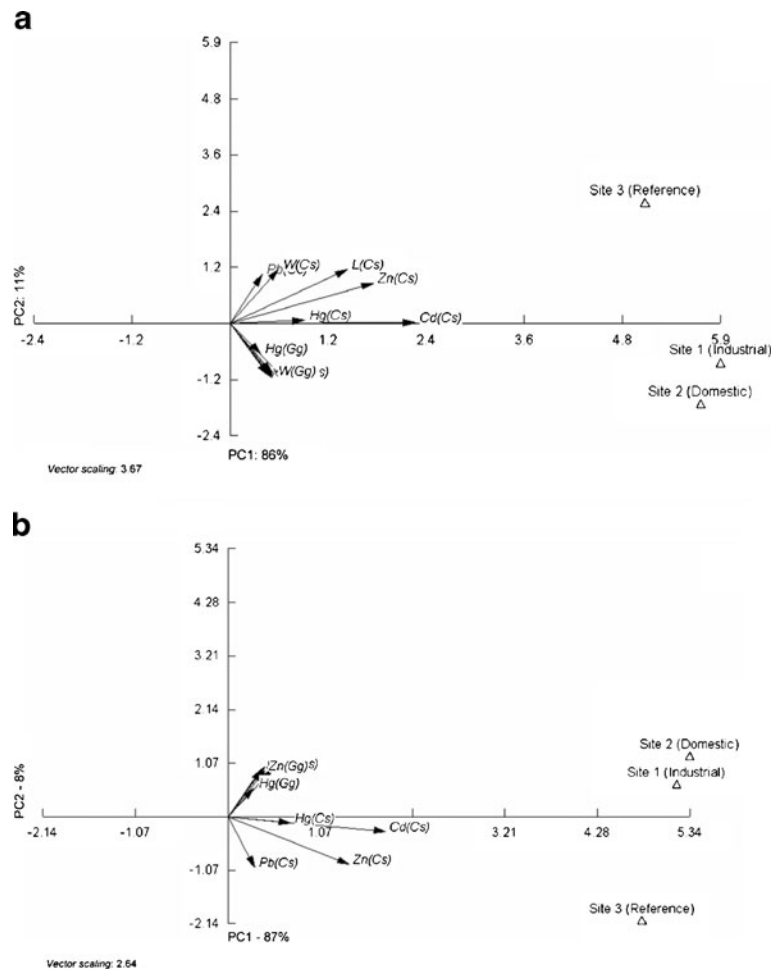 a
5.9
4.8
3.6
Site 3 (Reference)
2.4
1.2
W(Cs)
L(Cs)
Zn(Cs)
PC2: 11%
Hg(Cs)
Cd(Cs)
-2.4
-1.2
1.2
2.4
3.6
4.8
5.9
Hg(Gg)
Site 1 (Industrial)
-1.2
W(Gg)
Site 2 (Domestic)
-2.4
PC1: 86%
Vector scaling: 3.67
b
5.34
4.28
3.21
2.14
Site 2 (Domestic)
1.07
Zn(Gg)
Site 1 (Industrial)
Hg(Gg)
PC2 - 8%
Hg(Cs)
Cd(Cs)
-2.14
-1.07
1.07
3.21
4.28
5.34
Pb(Cs)
Zn(Cs)
-1.07
Site 3 (Reference)
-2.14
PC1 - 87%
Vector scaling: 2.64